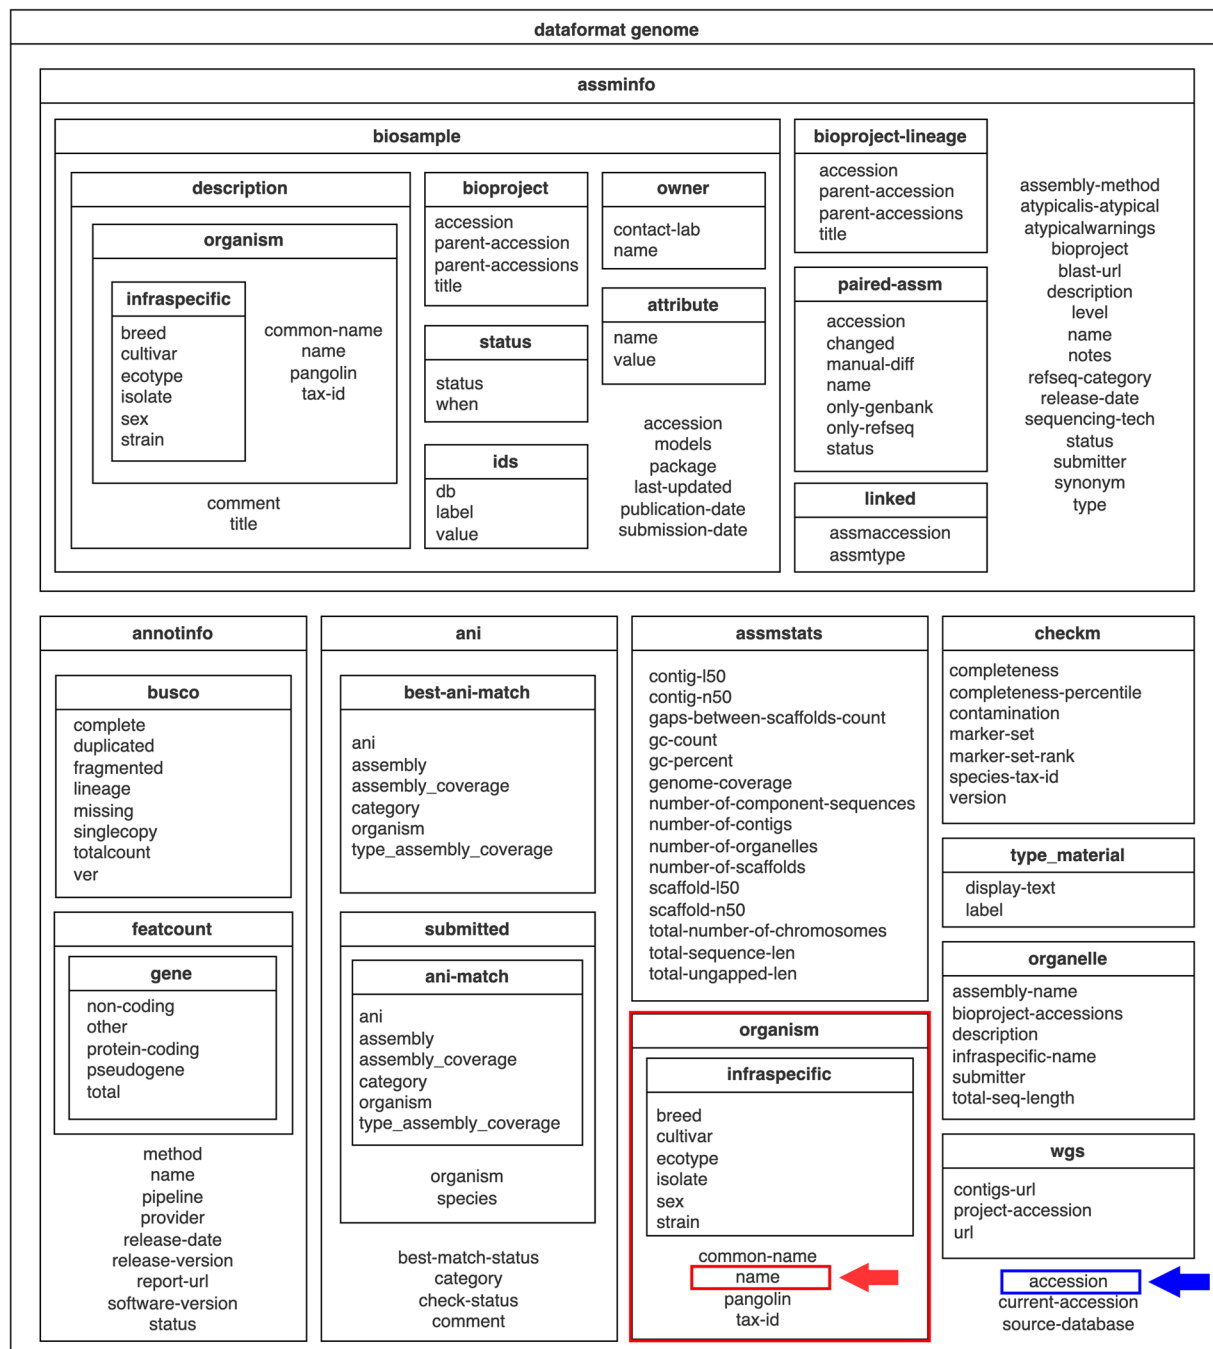 dataformat genome
assminfo
biosample
description
organism
infraspecific
breed
cultivar
ecotype
isolate
sex
strain
common-name
name
pangolin
tax-id
comment
title
bioproject
accession
parent-accession
parent-accessions
title
status
status
when
ids
db
label
value
owner
contact-lab
name
attribute
name
value
accession
models
package
last-updated
publication-date
submission-date
bioproject-lineage
accession
parent-accession
parent-accessions
title
paired-assm
accession
changed
manual-diff
name
only-genbank
only-refseq
status
linked
assmaccession
assmtype
assembly-method
atypicalis-atypical
atypicalwarnings
bioproject
blast-url
description
level
name
notes
refseq-category
release-date
sequencing-tech
status
submitter
synonym
type
annotinfo
busco
complete
duplicated
fragmented
lineage
missing
singlecopy
totalcount
ver
featcount
gene
non-coding
other
protein-coding
pseudogene
total
method
name
pipeline
provider
release-date
release-version
report-url
software-version
status
ani
best-ani-match
ani
assembly
assembly_coverage
category
organism
type_assembly_coverage
submitted
ani-match
ani
assembly
assembly_coverage
category
organism
type_assembly_coverage
organism
species
best-match-status
category
check-status
comment
assmstats
contig-l50
contig-n50
gaps-between-scaffolds-count
gc-count
gc-percent
genome-coverage
number-of-component-sequences
number-of-contigs
number-of-organelles
number-of-scaffolds
scaffold-l50
scaffold-n50
total-number-of-chromosomes
total-sequence-len
total-ungapped-len
organism
infraspecific
breed
cultivar
ecotype
isolate
sex
strain
common-name
name
pangolin
tax-id
checkm
completeness
completeness-percentile
contamination
marker-set
marker-set-rank
species-tax-id
version
type_material
display-text
label
organelle
assembly-name
bioproject-accessions
description
infraspecific-name
submitter
total-seq-length
wgs
contigs-url
project-accession
url
accession
current-accession
source-database